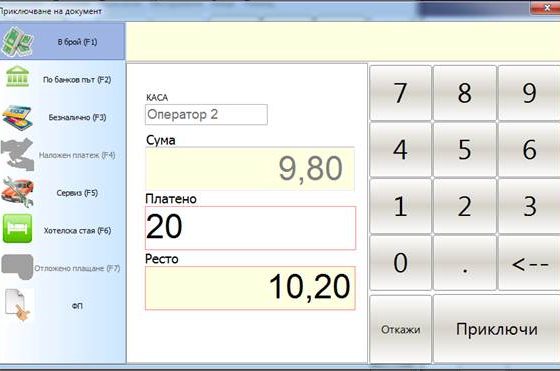 Приключване на документ
В брой (F1)
По банков път (F2)
Безналично (F3)
Наложен платеж (F4)
Сервиз (F5)
Хотелска стая (F6)
Отложено плащане (F7)
ФП
КАСА
Оператор 2
Сума
9,80
Платено
20
Ресто
10,20
7 8 9
4 5 6
1 2 3
0 . <--
Откажи Приключи